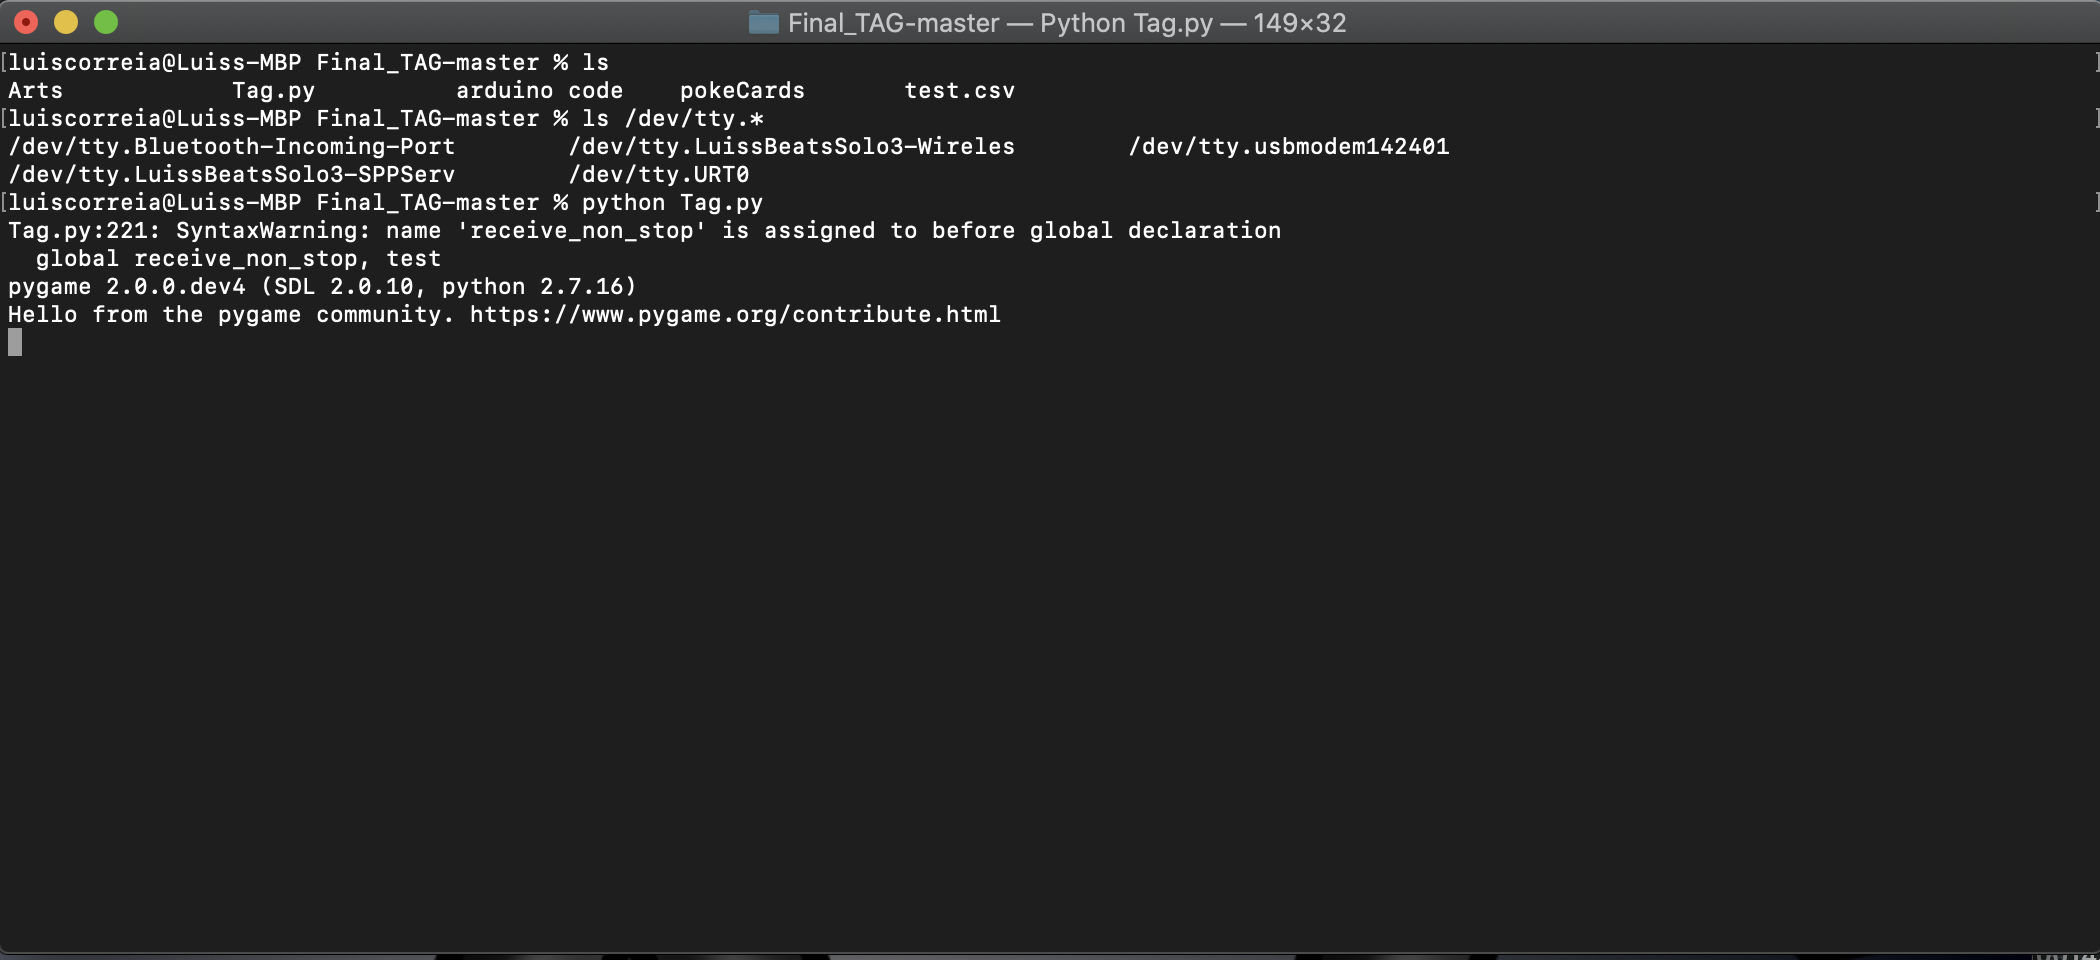 Final_TAG-master — Python Tag.py — 149×32
[luiscorreia@Luiss-MBP Final_TAG-master % ls ]
Arts Tag.py arduino code pokeCards test.csv
[luiscorreia@Luiss-MBP Final_TAG-master % ls /dev/tty.* ]
/dev/tty.Bluetooth-Incoming-Port /dev/tty.LuissBeatsSolo3-Wireles /dev/tty.usbmodem142401
/dev/tty.LuissBeatsSolo3-SPPServ /dev/tty.URT0
[luiscorreia@Luiss-MBP Final_TAG-master % python Tag.py ]
Tag.py:221: SyntaxWarning: name 'receive_non_stop' is assigned to before global declaration
global receive_non_stop, test
pygame 2.0.0.dev4 (SDL 2.0.10, python 2.7.16)
Hello from the pygame community. https://www.pygame.org/contribute.html